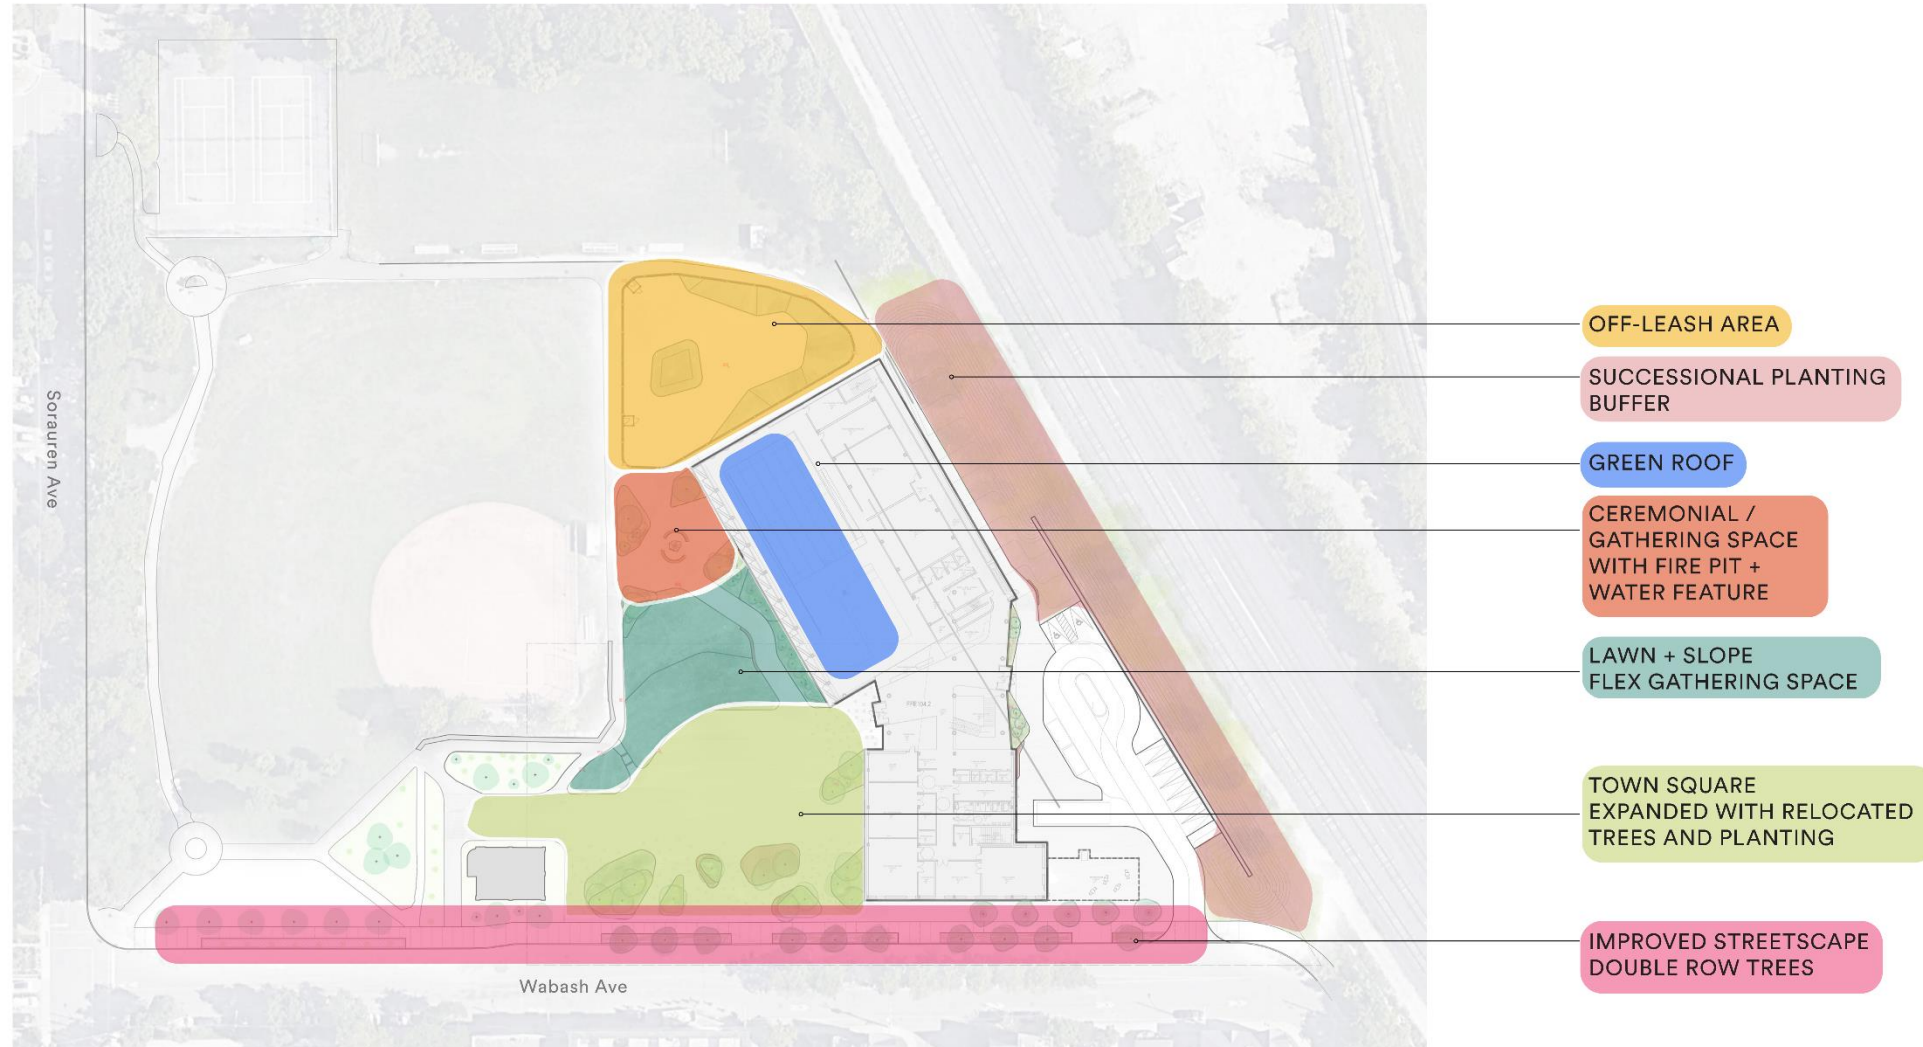 Sorauren Ave
Wabash Ave
OFF-LEASH AREA
SUCCESSIONAL PLANTING
BUFFER
GREEN ROOF
CEREMONIAL /
GATHERING SPACE
WITH FIRE PIT +
WATER FEATURE
LAWN + SLOPE
FLEX GATHERING SPACE
TOWN SQUARE
EXPANDED WITH RELOCATED
TREES AND PLANTING
IMPROVED STREETSCAPE
DOUBLE ROW TREES